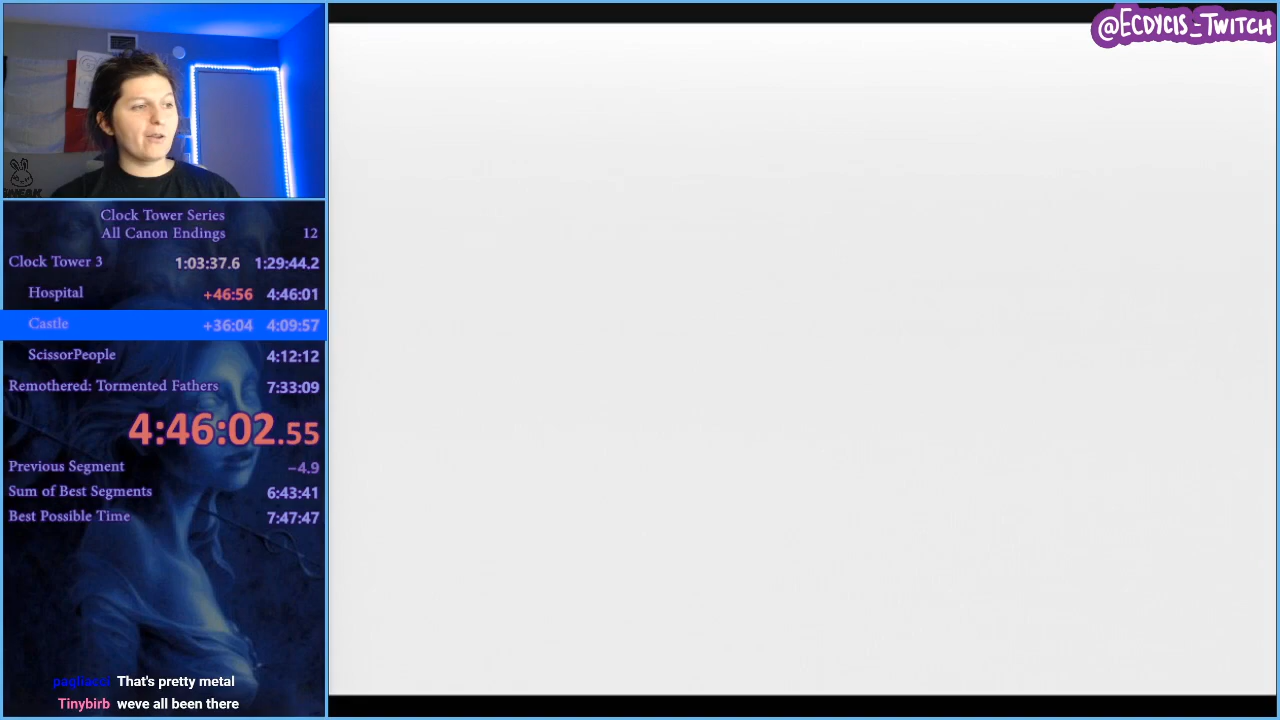 @ECDYCIS_TWITCH
SNEAK
Clock Tower Series
All Canon Endings 12
Clock Tower 3 1:03:37.6 1:29:44.2
Hospital +46:56 4:46:01
Castle +36:04 4:09:57
ScissorPeople 4:12:12
Remothered: Tormented Fathers 7:33:09
4:46:02.55
Previous Segment −4.9
Sum of Best Segments 6:43:41
Best Possible Time 7:47:47
pagliacci That's pretty metal
Tinybirb weve all been there